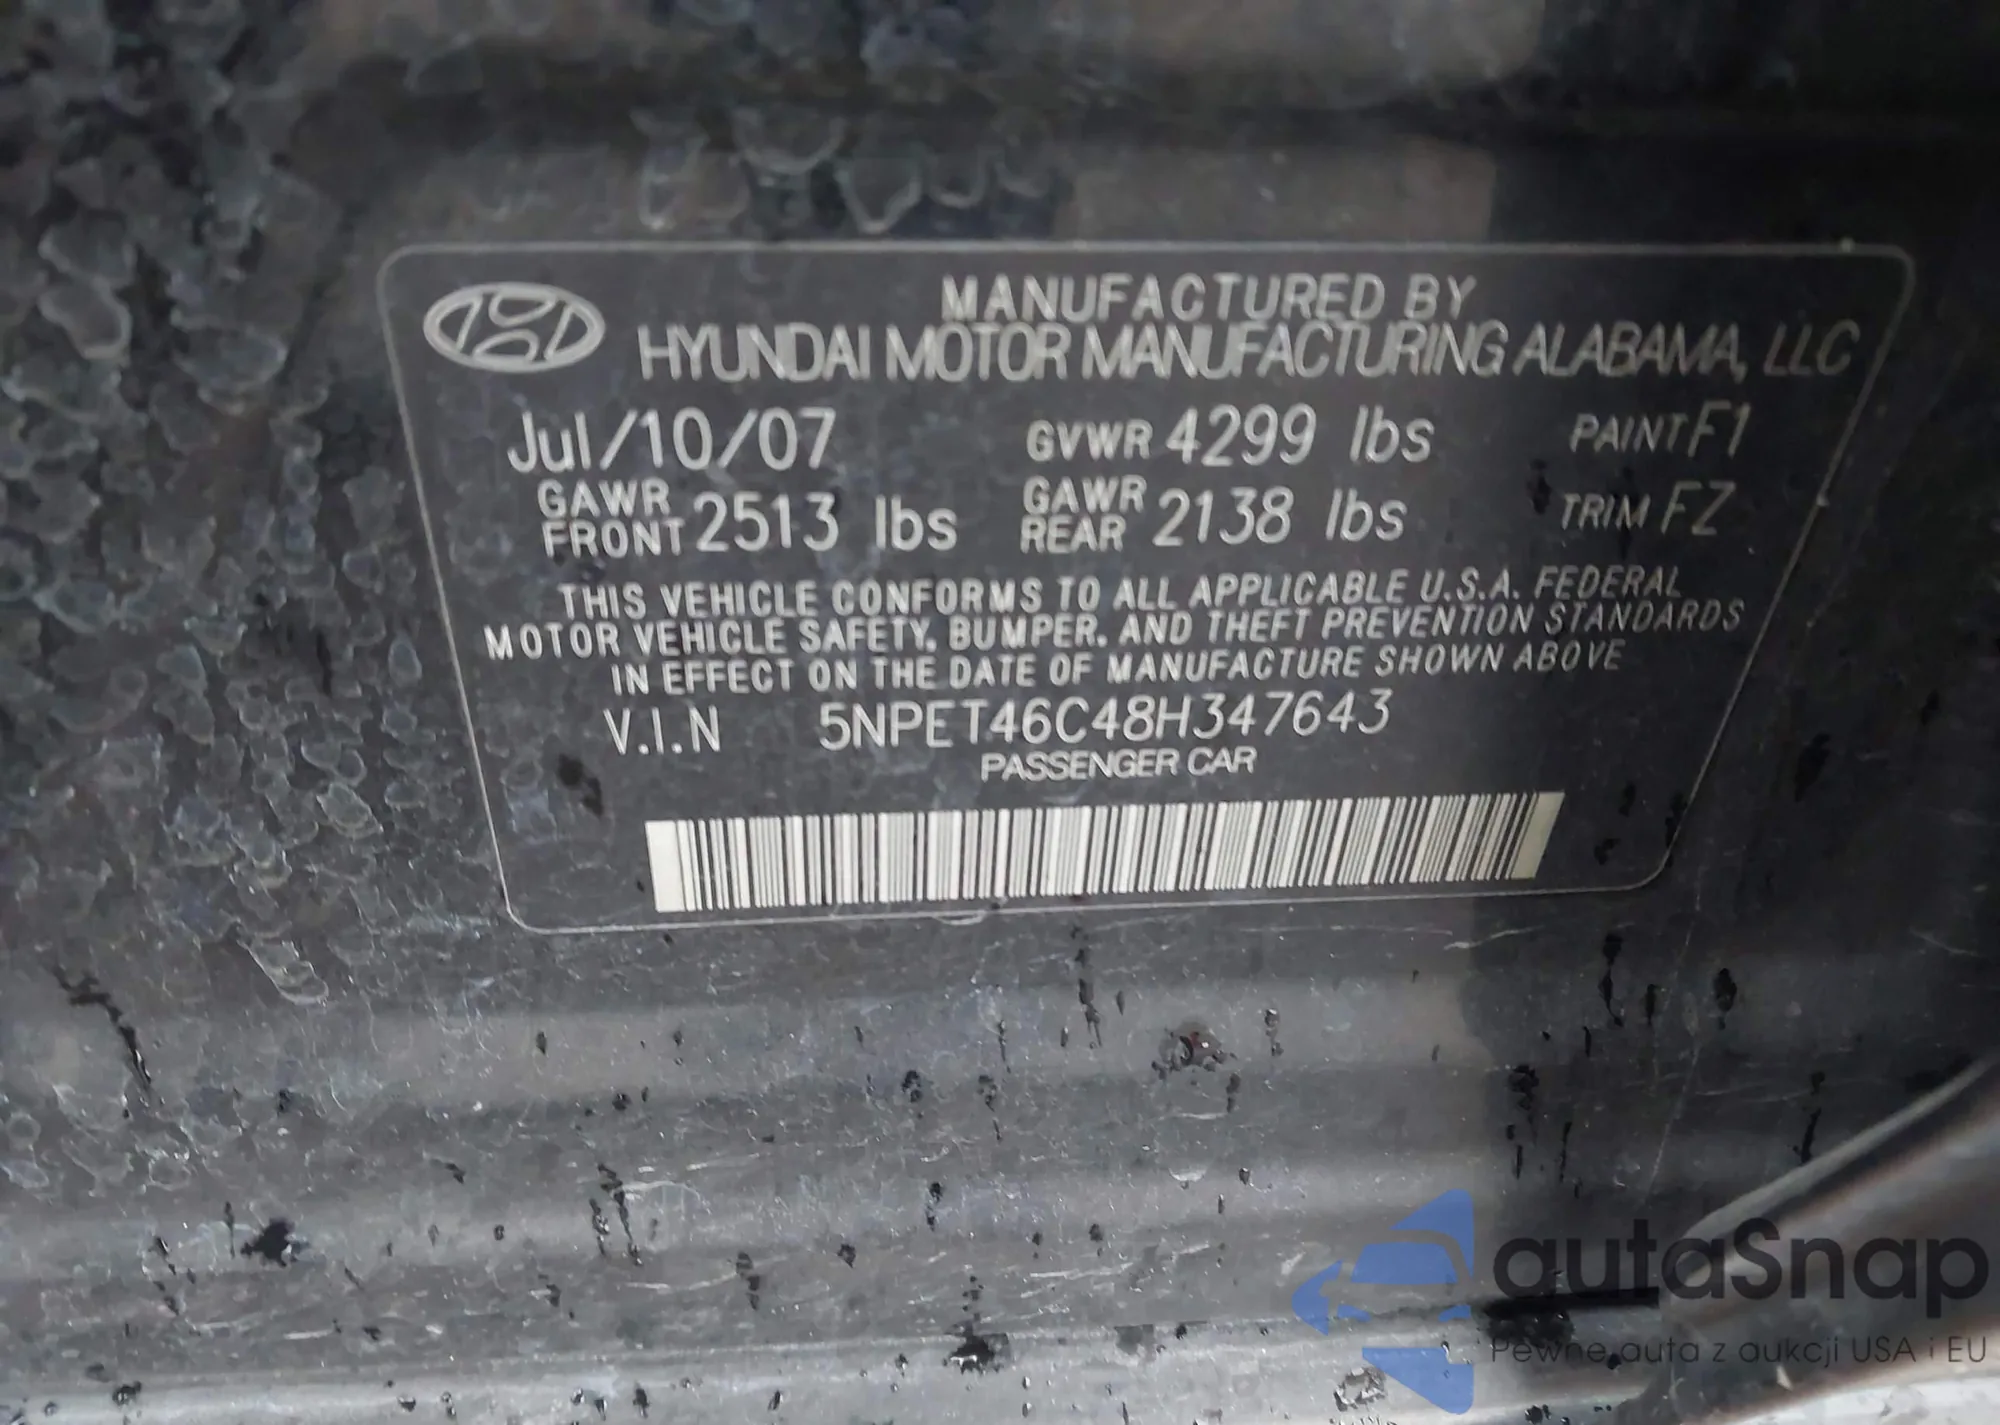 MANUFACTURED BY
HYUNDAI MOTOR MANUFACTURING ALABAMA, LLC
Jul/10/07 GVWR 4299 lbs PAINT F1
GAWR FRONT 2513 lbs GAWR REAR 2138 lbs TRIM FZ
THIS VEHICLE CONFORMS TO ALL APPLICABLE U.S.A. FEDERAL
MOTOR VEHICLE SAFETY, BUMPER, AND THEFT PREVENTION STANDARDS
IN EFFECT ON THE DATE OF MANUFACTURE SHOWN ABOVE
V.I.N 5NPET46C48H347643
PASSENGER CAR
autaSnap
Pewne auta z aukcji USA i EU